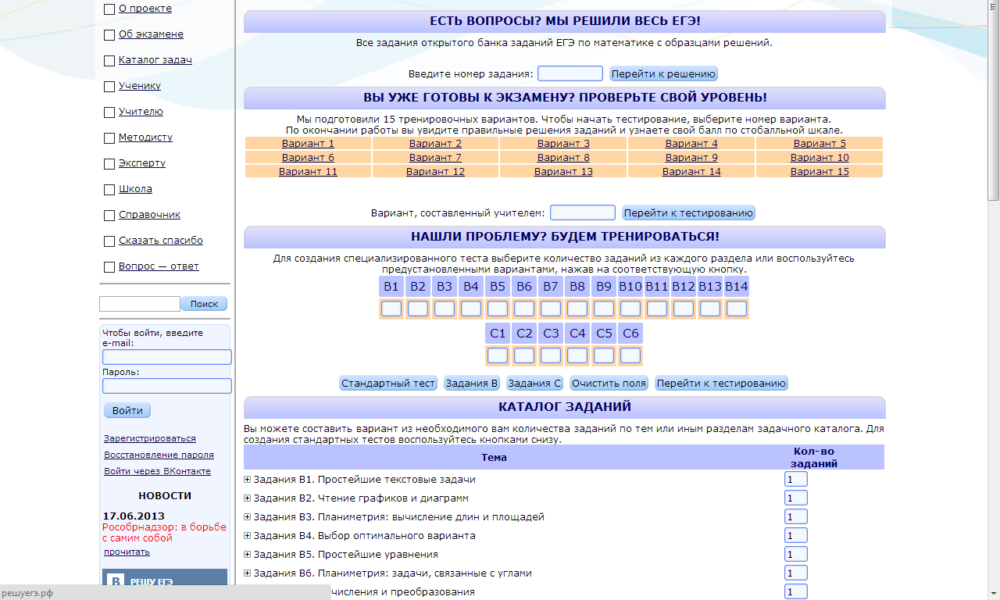 О проекте
Об экзамене
Каталог задач
Ученику
Учителю
Методисту
Эксперту
Школа
Справочник
Сказать спасибо
Вопрос — ответ
Поиск
Чтобы войти, введите
e-mail:
Пароль:
Войти
Зарегистрироваться
Восстановление пароля
Войти через ВКонтакте
НОВОСТИ
17.06.2013
Рособрнадзор: в борьбе
с самим собой
прочитать
В РЕШУ ЕГЭ
решуегэ.рф
ЕСТЬ ВОПРОСЫ? МЫ РЕШИЛИ ВЕСЬ ЕГЭ!
Все задания открытого банка заданий ЕГЭ по математике с образцами решений.
Введите номер задания: Перейти к решению
ВЫ УЖЕ ГОТОВЫ К ЭКЗАМЕНУ? ПРОВЕРЬТЕ СВОЙ УРОВЕНЬ!
Мы подготовили 15 тренировочных вариантов. Чтобы начать тестирование, выберите номер варианта.
По окончании работы вы увидите правильные решения заданий и узнаете свой балл по стобалльной шкале.
Вариант 1 Вариант 2 Вариант 3 Вариант 4 Вариант 5
Вариант 6 Вариант 7 Вариант 8 Вариант 9 Вариант 10
Вариант 11 Вариант 12 Вариант 13 Вариант 14 Вариант 15
Вариант, составленный учителем: Перейти к тестированию
НАШЛИ ПРОБЛЕМУ? БУДЕМ ТРЕНИРОВАТЬСЯ!
Для создания специализированного теста выберите количество заданий из каждого раздела или воспользуйтесь
предустановленными вариантами, нажав на соответствующую кнопку.
B1 B2 B3 B4 B5 B6 B7 B8 B9 B10 B11 B12 B13 B14
C1 C2 C3 C4 C5 C6
Стандартный тест Задания B Задания C Очистить поля Перейти к тестированию
КАТАЛОГ ЗАДАНИЙ
Вы можете составить вариант из необходимого вам количества заданий по тем или иным разделам задачного каталога. Для
создания стандартных тестов воспользуйтесь кнопками снизу.
Тема Кол-во
заданий
Задания B1. Простейшие текстовые задачи 1
Задания B2. Чтение графиков и диаграмм 1
Задания B3. Планиметрия: вычисление длин и площадей 1
Задания B4. Выбор оптимального варианта 1
Задания B5. Простейшие уравнения 1
Задания B6. Планиметрия: задачи, связанные с углами 1
числения и преобразования 1